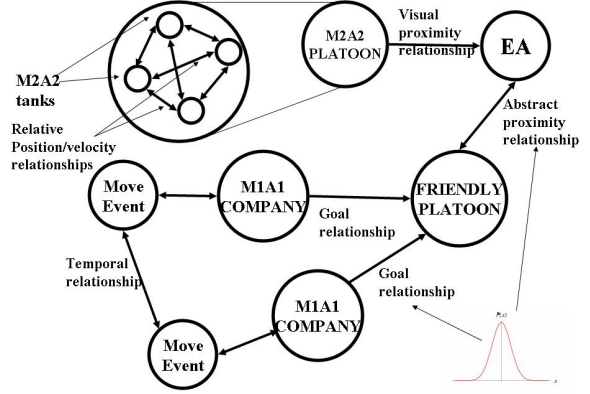 M2A2
PLATOON
Visual
proximity
relationship
EA
M2A2
tanks
Relative
Position/velocity
relationships
Abstract
proximity
relationship
Move
Event
M1A1
COMPANY
Goal
relationship
FRIENDLY
PLATOON
Temporal
relationship
Goal
relationship
M1A1
COMPANY
Move
Event
P(x)
x